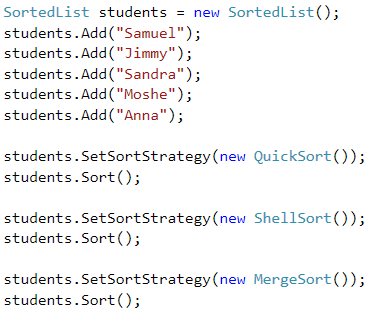 SortedList students = new SortedList();
students.Add("Samuel");
students.Add("Jimmy");
students.Add("Sandra");
students.Add("Moshe");
students.Add("Anna");
students.SetSortStrategy(new QuickSort());
students.Sort();
students.SetSortStrategy(new ShellSort());
students.Sort();
students.SetSortStrategy(new MergeSort());
students.Sort();